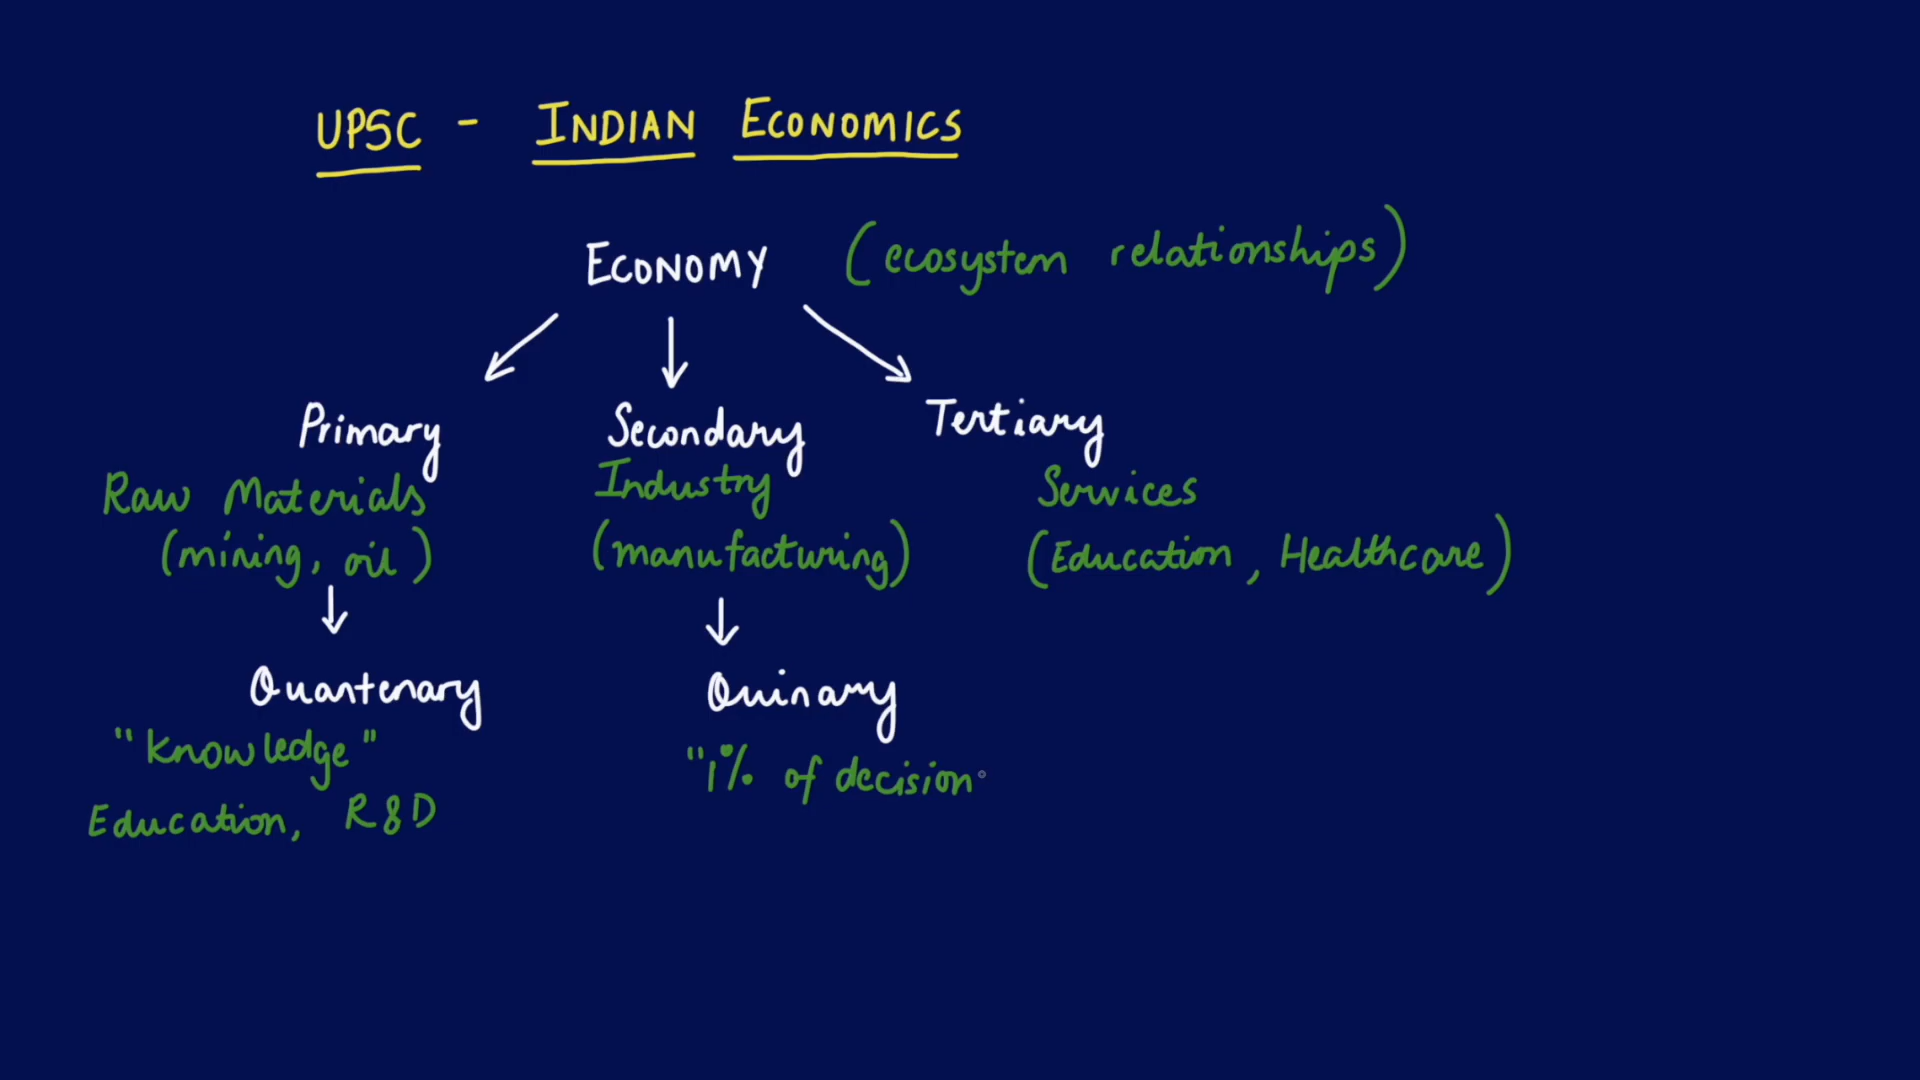 UPSC - INDIAN ECONOMICS
ECONOMY (ecosystem relationships)
Primary Secondary Tertiary
Raw Materials Industry Services
(mining, oil) (manufacturing) (Education, Healthcare)
Quantenary Quinary
"Knowledge" "1% of decision
Education, R&D